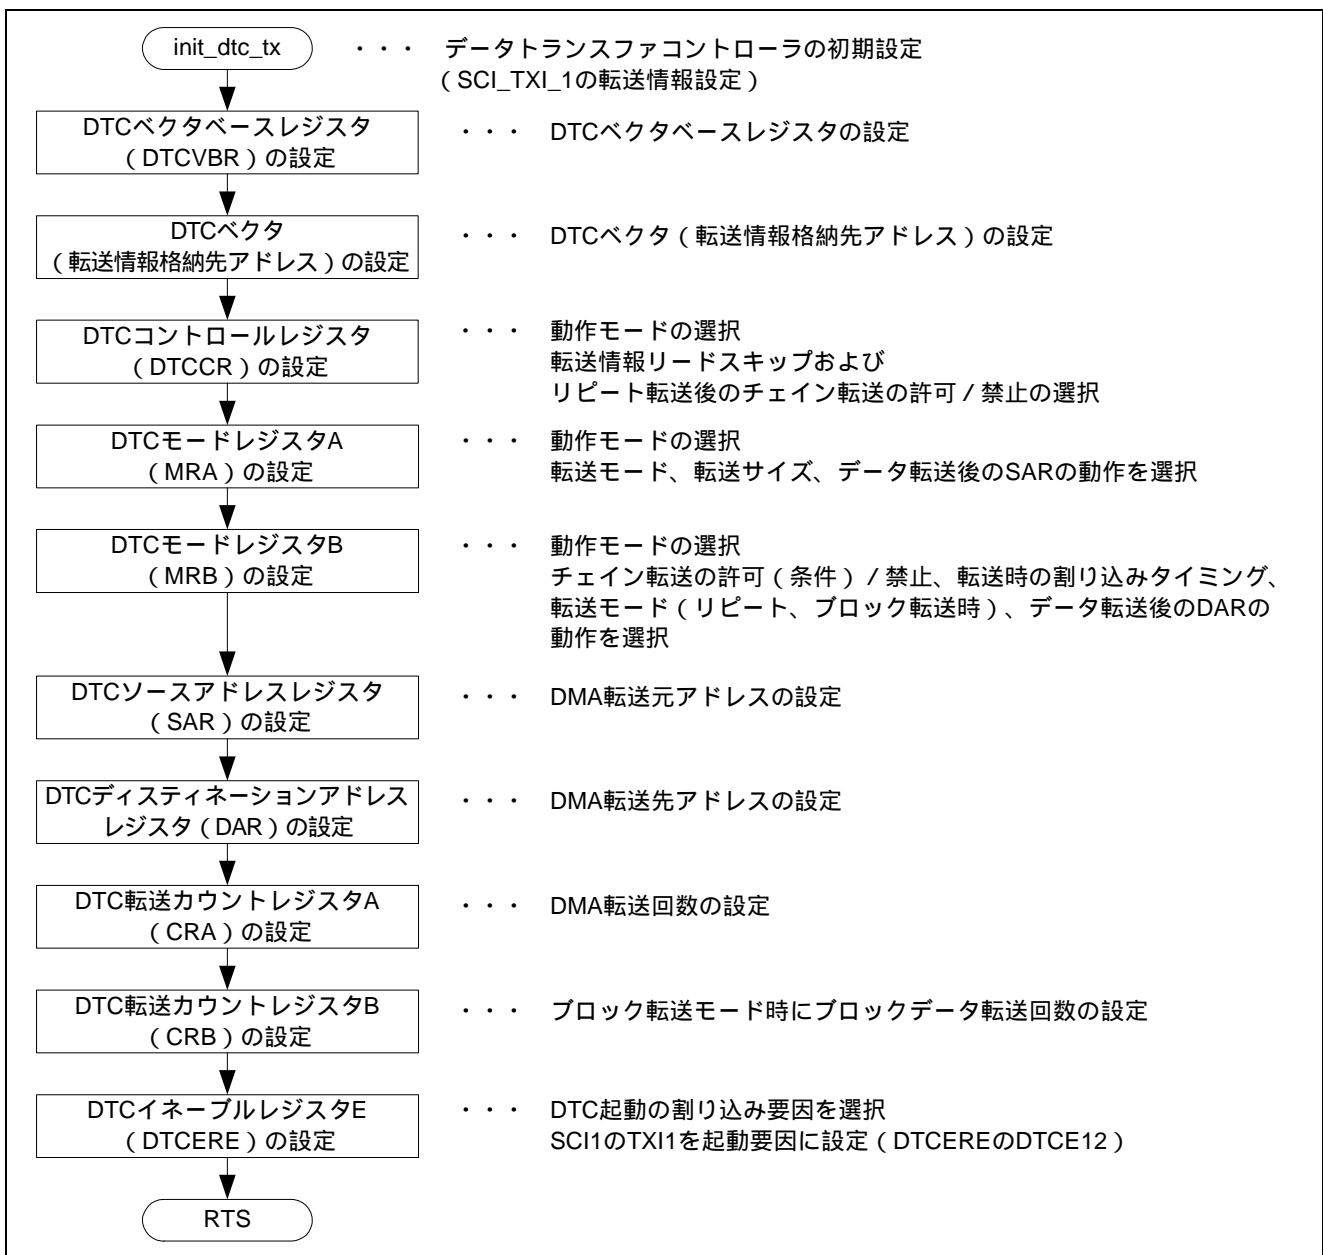 init_dtc_tx ・・・ データトランスファコントローラの初期設定
（SCI_TXI_1の転送情報設定）
DTCベクタベースレジスタ
（DTCVBR）の設定
・・・ DTCベクタベースレジスタの設定
DTCベクタ
（転送情報格納先アドレス）の設定
・・・ DTCベクタ（転送情報格納先アドレス）の設定
DTCコントロールレジスタ
（DTCCR）の設定
・・・ 動作モードの選択
転送情報リードスキップおよび
リピート転送後のチェイン転送の許可／禁止の選択
DTCモードレジスタA
（MRA）の設定
・・・ 動作モードの選択
転送モード、転送サイズ、データ転送後のSARの動作を選択
DTCモードレジスタB
（MRB）の設定
・・・ 動作モードの選択
チェイン転送の許可（条件）／禁止、転送時の割り込みタイミング、
転送モード（リピート、ブロック転送時）、データ転送後のDARの
動作を選択
DTCソースアドレスレジスタ
（SAR）の設定
・・・ DMA転送元アドレスの設定
DTCディスティネーションアドレス
レジスタ（DAR）の設定
・・・ DMA転送先アドレスの設定
DTC転送カウントレジスタA
（CRA）の設定
・・・ DMA転送回数の設定
DTC転送カウントレジスタB
（CRB）の設定
・・・ ブロック転送モード時にブロックデータ転送回数の設定
DTCイネーブルレジスタE
（DTCERE）の設定
・・・ DTC起動の割り込み要因を選択
SCI1のTXI1を起動要因に設定（DTCEREのDTCE12）
RTS